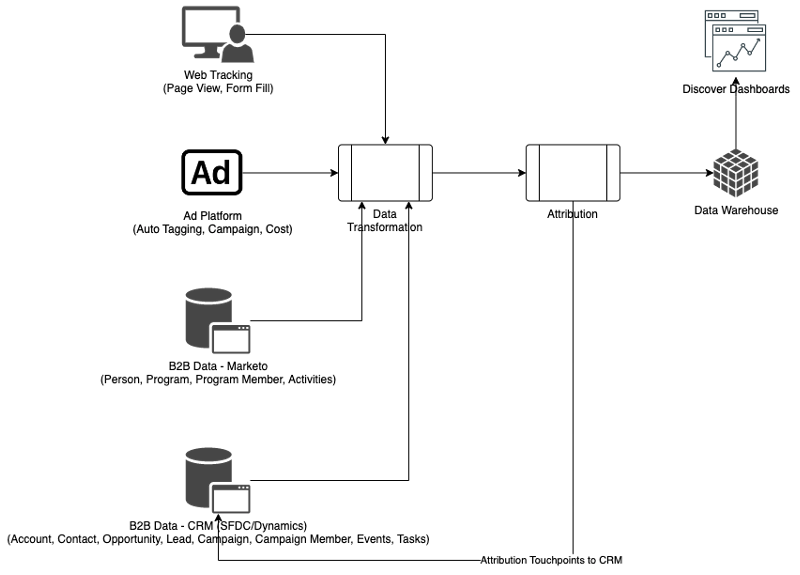 Web Tracking
(Page View, Form Fill)
Discover Dashboards
Ad
Ad Platform
(Auto Tagging, Campaign, Cost)
Data
Transformation
Attribution
Data Warehouse
B2B Data - Marketo
(Person, Program, Program Member, Activities)
B2B Data - CRM (SFDC/Dynamics)
(Account, Contact, Opportunity, Lead, Campaign, Campaign Member, Events, Tasks)
Attribution Touchpoints to CRM